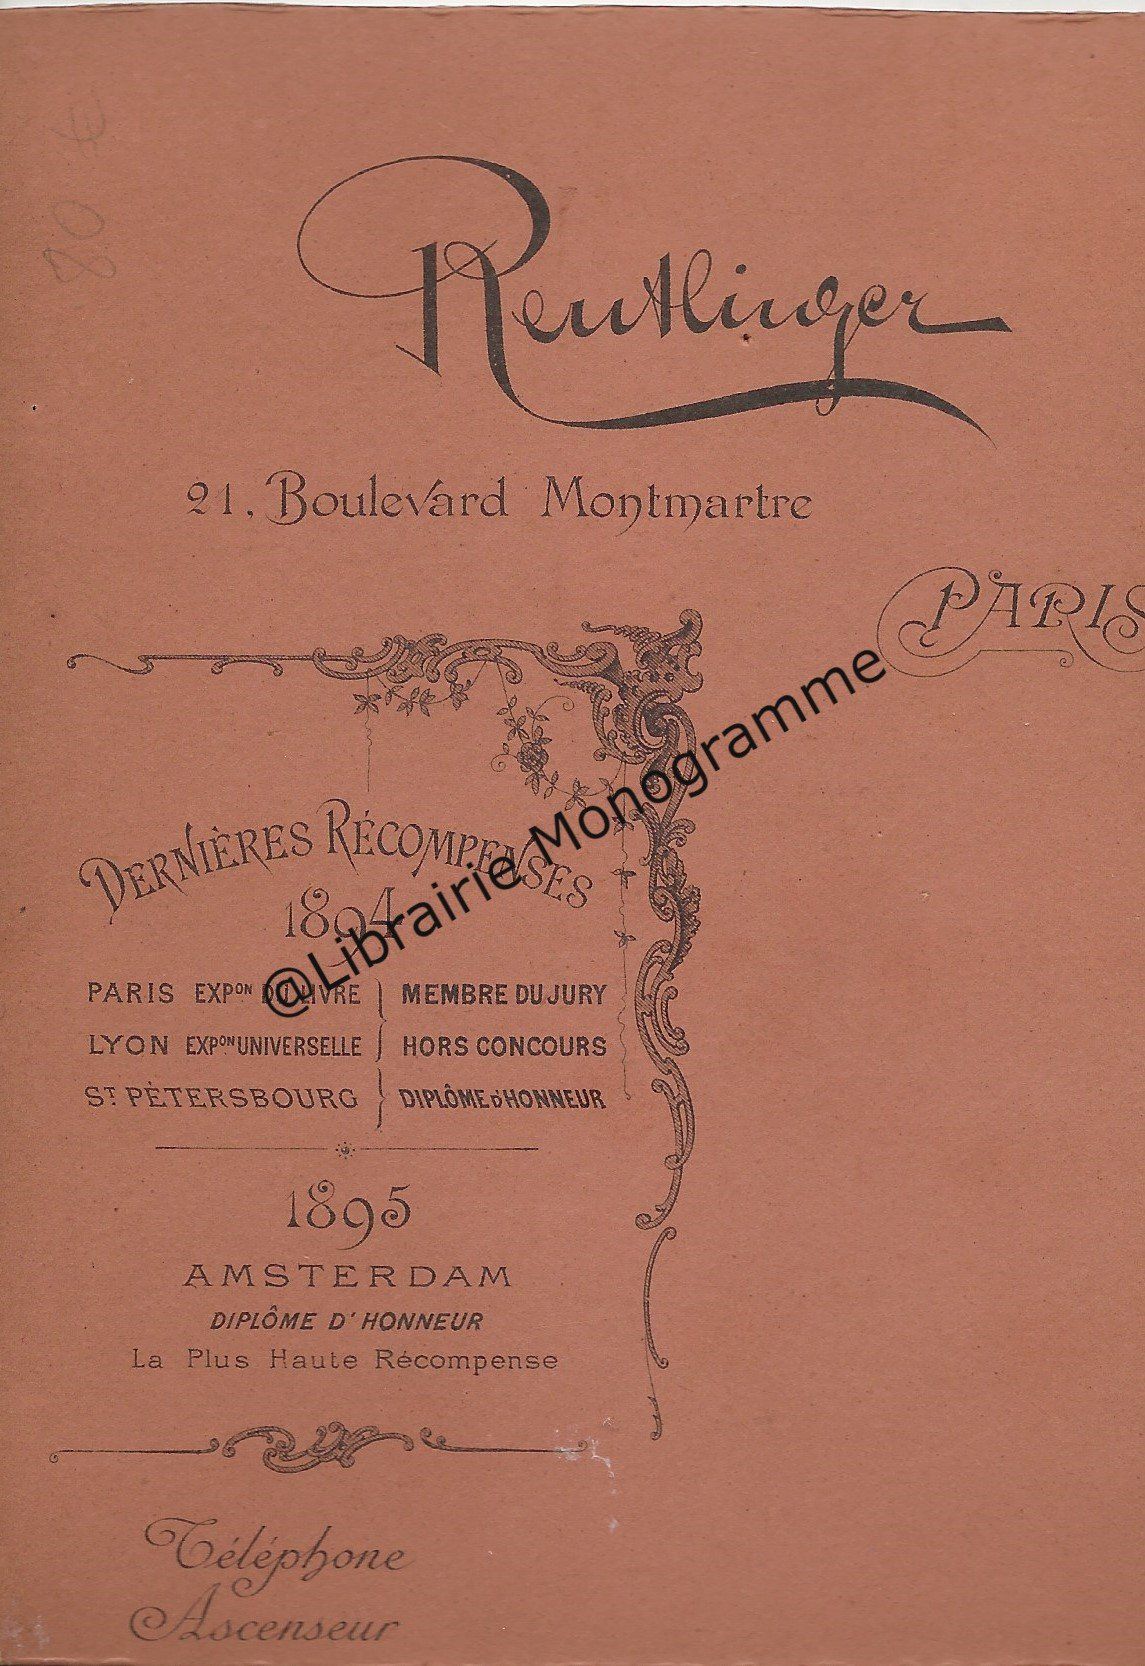 80 €
Reutlinger
21, Boulevard Montmartre
PARIS
DERNIÈRES RÉCOMPENSES
1894
PARIS EXPON DU LIVRE } MEMBRE DU JURY
LYON EXPON UNIVERSELLE } HORS CONCOURS
ST PÉTERSBOURG } DIPLÔME D'HONNEUR
1895
AMSTERDAM
DIPLÔME D'HONNEUR
La Plus Haute Récompense
Téléphone
Ascenseur
@Librairie Monogramme